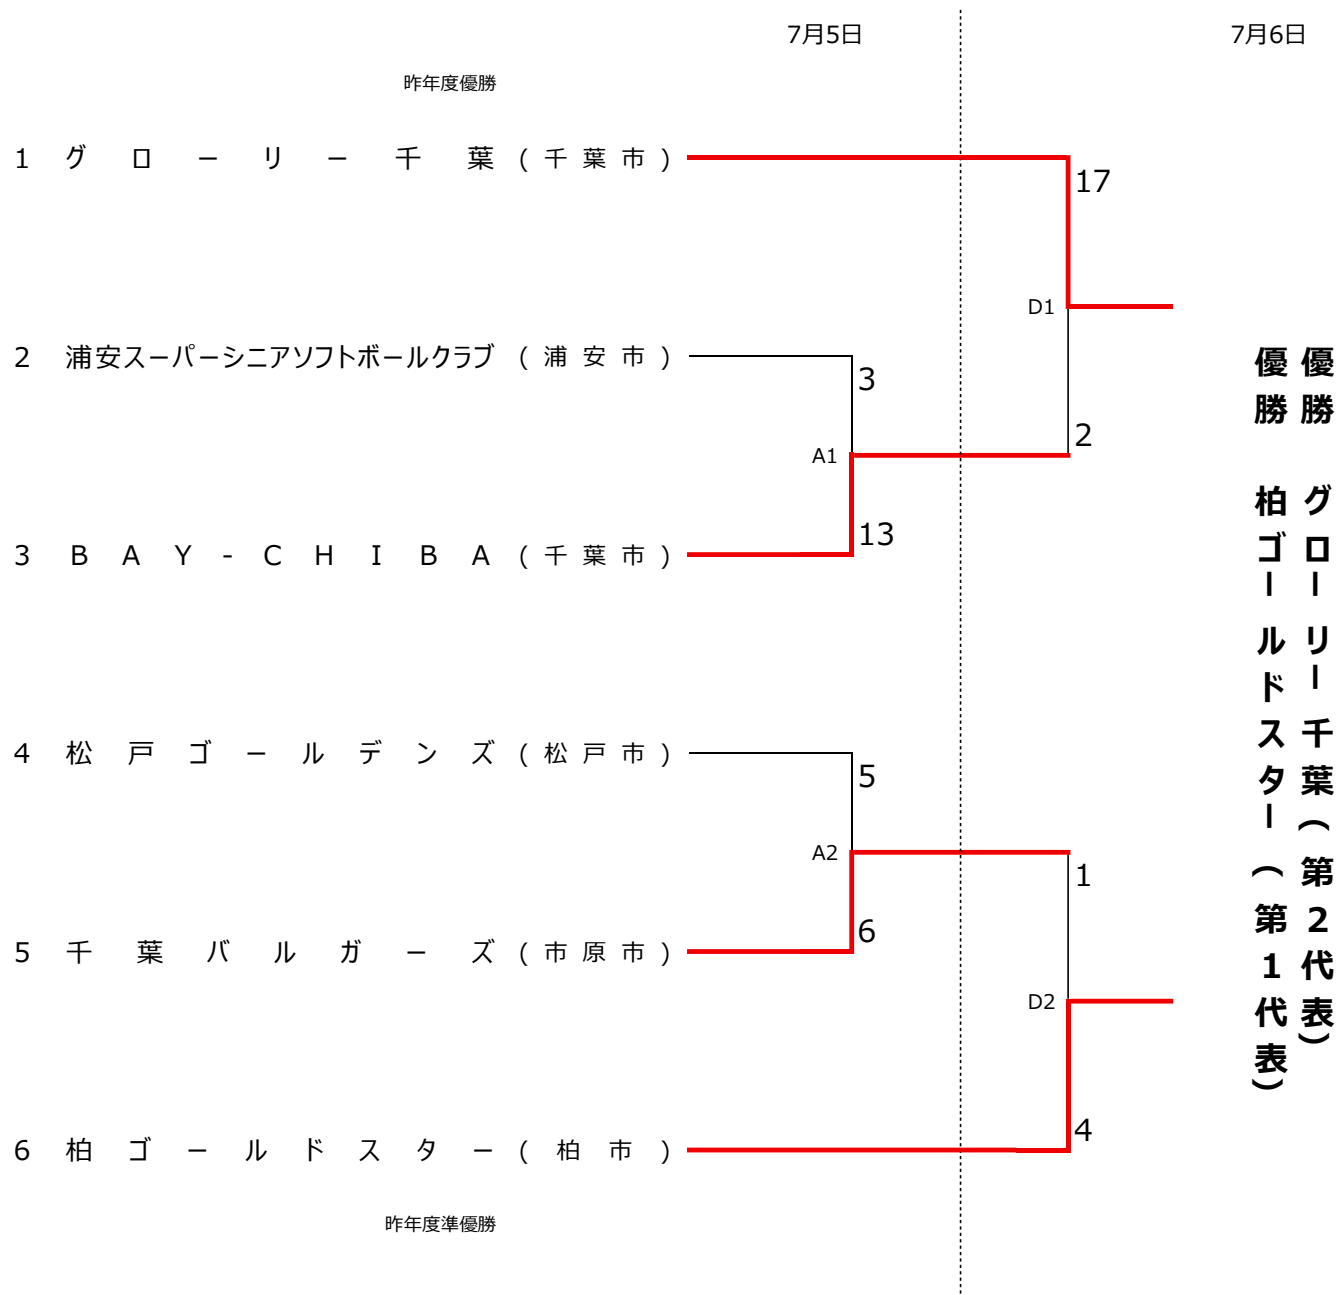 7月5日
7月6日
昨年度優勝
1 グローリー千葉 (千葉市)
17
D1
2 浦安スーパーシニアソフトボールクラブ (浦安市)
3
A1
2
3 BAY-CHIBA (千葉市)
13
4 松戸ゴールデンズ (松戸市)
5
A2
1
5 千葉バルガーズ (市原市)
6
D2
6 柏ゴールドスター (柏市)
4
昨年度準優勝
優勝 グローリー千葉(第2代表)
優勝 柏ゴールドスター(第1代表)